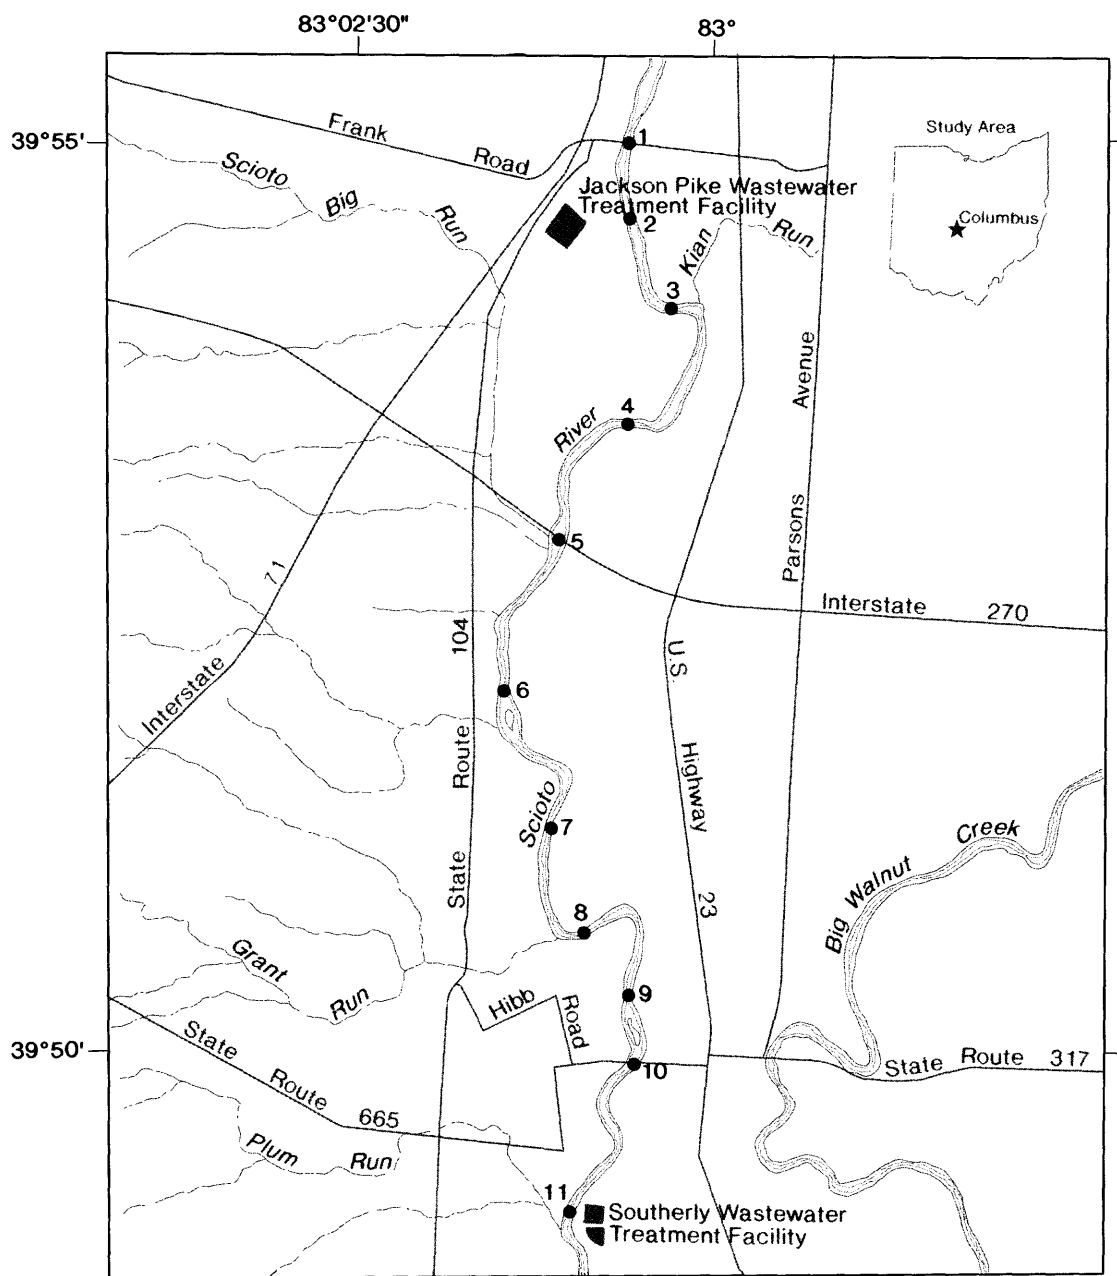 83°02'30"
83°
39°55'
Frank
Road
1
Study Area
Columbus
Scioto
Big
Run
Jackson Pike Wastewater
Treatment Facility
2
Kian
Run
3
Avenue
Parsons
4
River
5
71
Interstate
Interstate
270
104
Route
State
U.S.
Highway
23
6
Scioto
7
Creek
Big Walnut
8
Grant
Run
Hibb
Road
9
39°50'
State
Route
665
10
State Route 317
Plum
Run
11
Southerly Wastewater
Treatment Facility